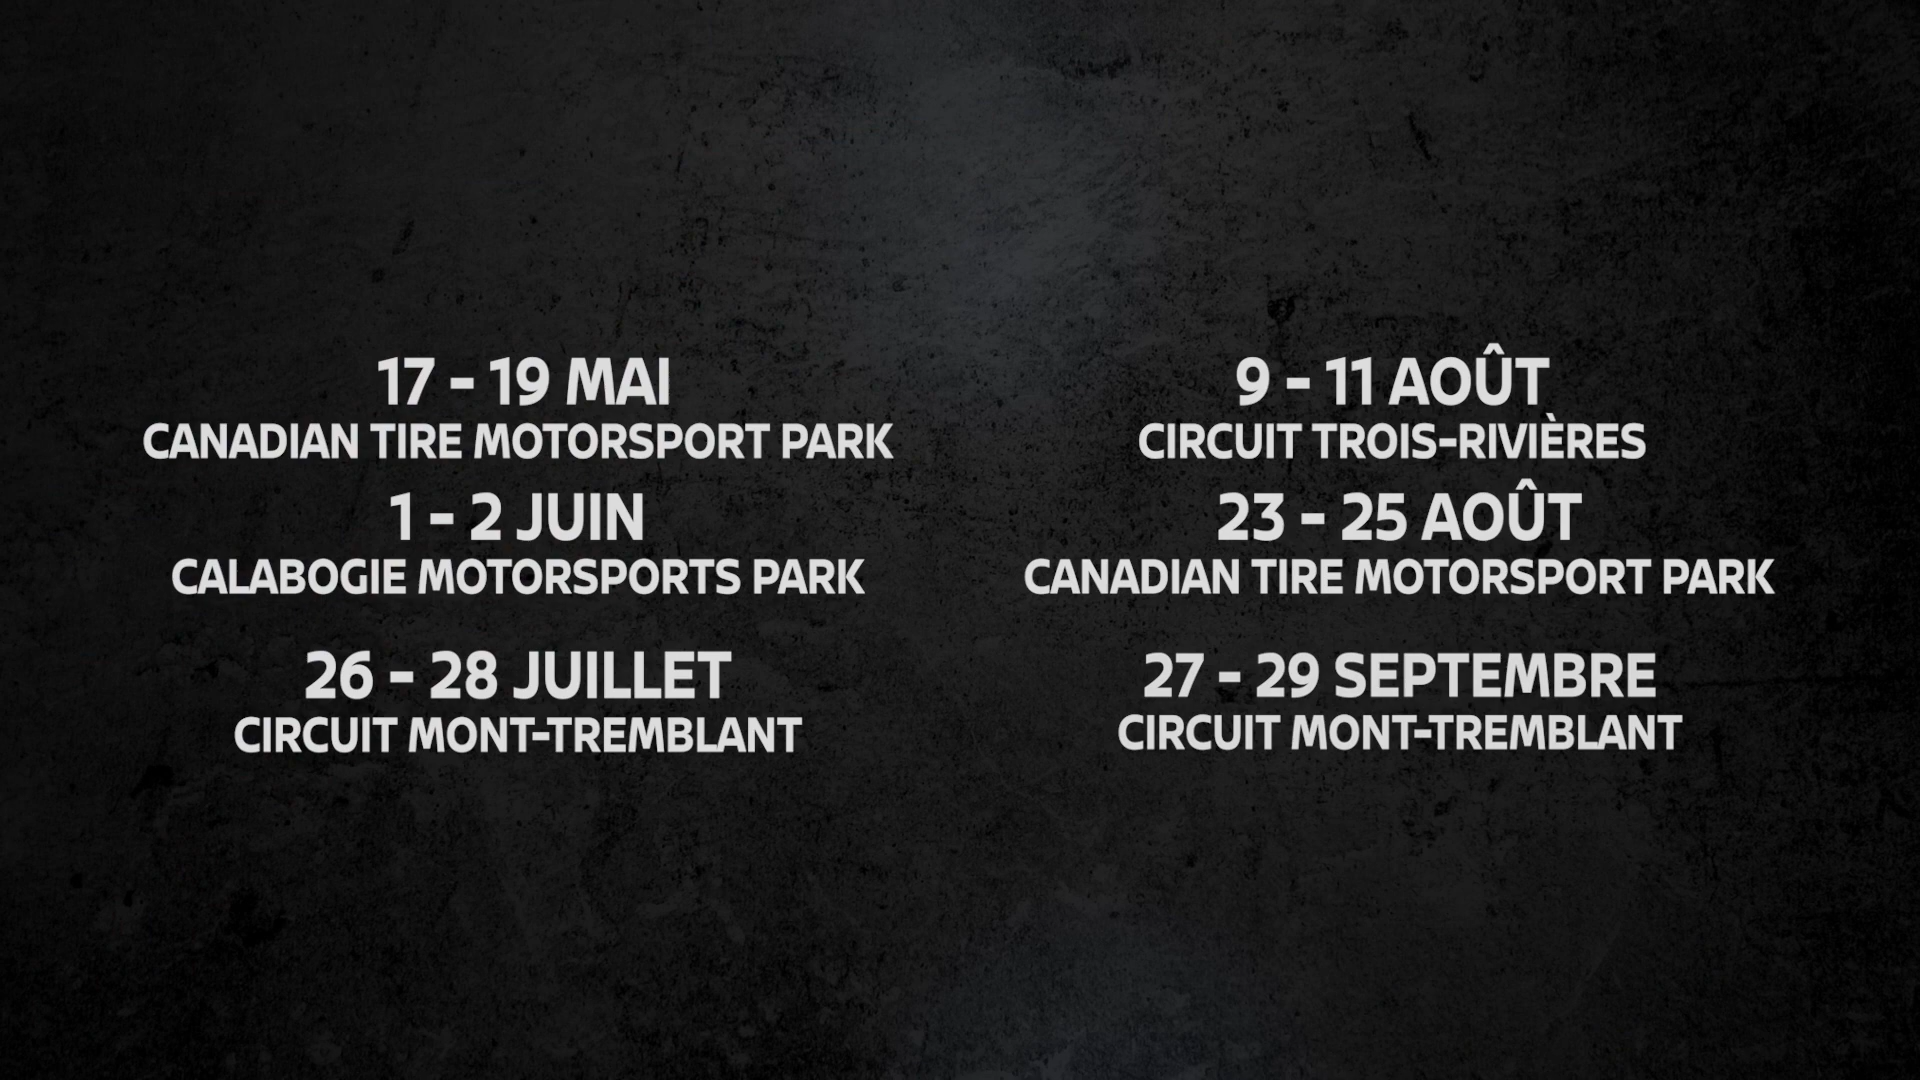 17 - 19 MAI
CANADIAN TIRE MOTORSPORT PARK
1 - 2 JUIN
CALABOGIE MOTORSPORTS PARK
26 - 28 JUILLET
CIRCUIT MONT-TREMBLANT
9 - 11 AOÛT
CIRCUIT TROIS-RIVIÈRES
23 - 25 AOÛT
CANADIAN TIRE MOTORSPORT PARK
27 - 29 SEPTEMBRE
CIRCUIT MONT-TREMBLANT